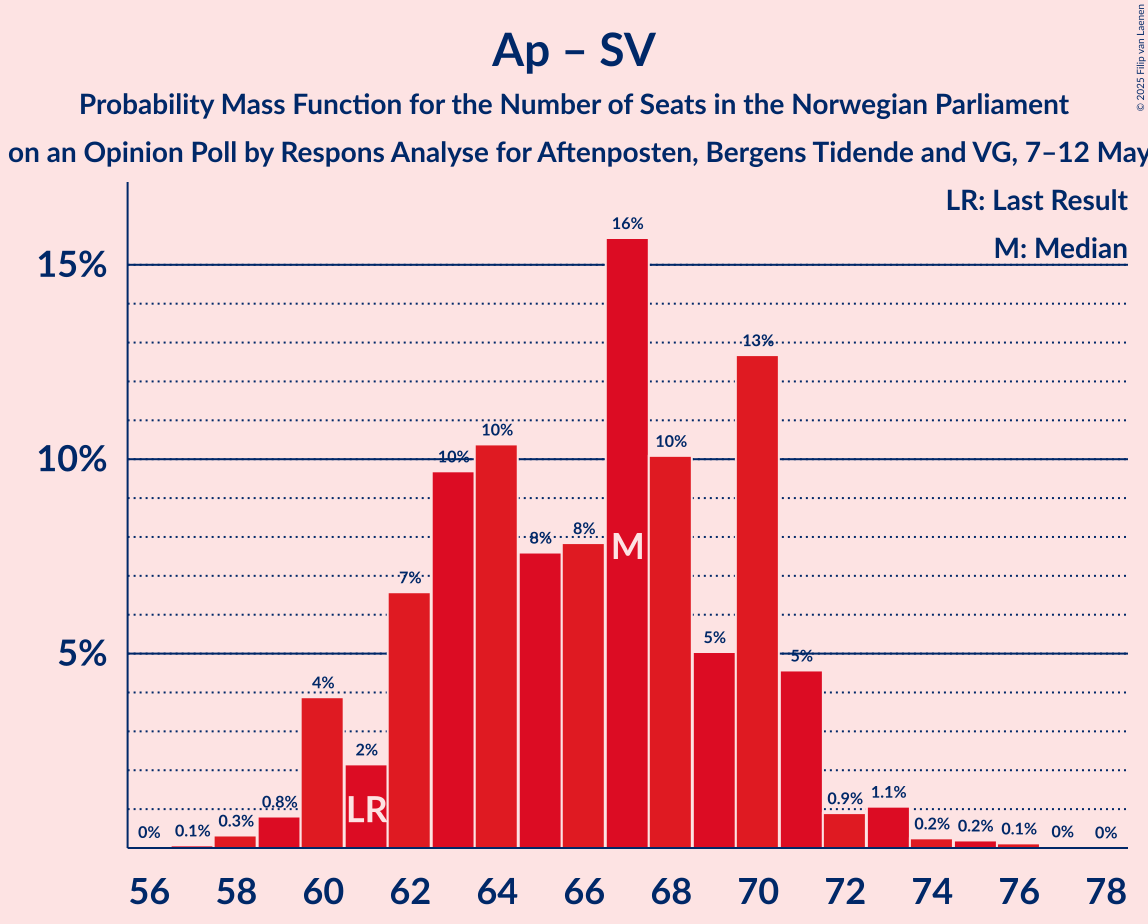 Ap – SV
Probability Mass Function for the Number of Seats in the Norwegian Parliament
on an Opinion Poll by Respons Analyse for Aftenposten, Bergens Tidende and VG, 7–12 May
© 2025 Filip van Laenen
LR: Last Result
M: Median
15%
10%
5%
0%
0.1%
0.3%
0.8%
4%
2%
7%
10%
10%
8%
8%
16%
10%
5%
13%
5%
0.9%
1.1%
0.2%
0.2%
0.1%
0%
0%
LR
M
56 58 60 62 64 66 68 70 72 74 76 78